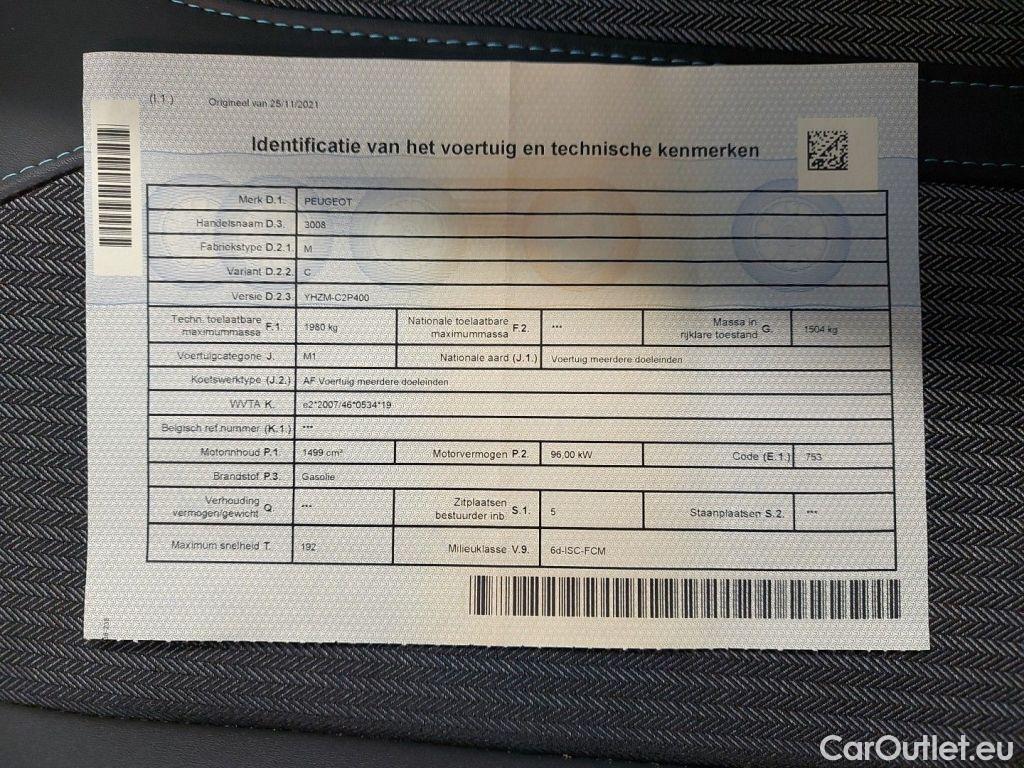 (I.1.) Origineel van 25/11/2021
Identificatie van het voertuig en technische kenmerken
Merk D.1. PEUGEOT
Handelsnaam D.3. 3008
Fabriekstype D.2.1. M
Variant D.2.2. C
Versie D.2.3. YHZM-C2P400
Techn. toelaatbare maximummassa F.1. 1980 kg Nationale toelaatbare maximummassa F.2. *** Massa in rijklare toestand G. 1504 kg
Voertuigcategorie J. M1 Nationale aard (J.1.) Voertuig meerdere doeleinden
Koetswerktype (J.2.) AF Voertuig meerdere doeleinden
WVTA K. e2*2007/46*0534*19
Belgisch ref.nummer (K.1.) ***
Motorinhoud P.1. 1499 cm³ Motorvermogen P.2. 96,00 kW Code (E.1.) 753
Brandstof P.3. Gasolie
Verhouding vermogen/gewicht Q. *** Zitplaatsen bestuurder inb S.1. 5 Staanplaatsen S.2. ***
Maximum snelheid T. 192 Milieuklasse V.9. 6d-ISC-FCM
CarOutlet.eu